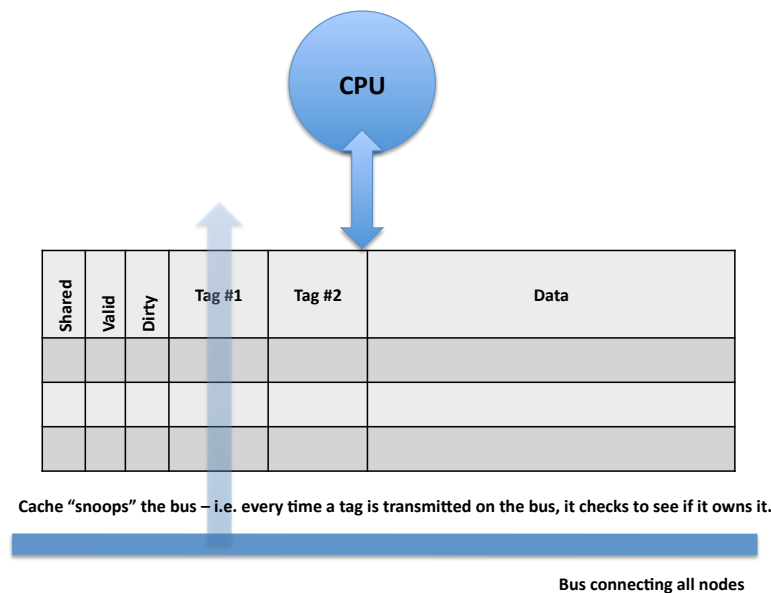 CPU
Shared
Valid
Dirty
Tag #1
Tag #2
Data
Cache “snoops” the bus – i.e. every time a tag is transmitted on the bus, it checks to see if it owns it.
Bus connecting all nodes